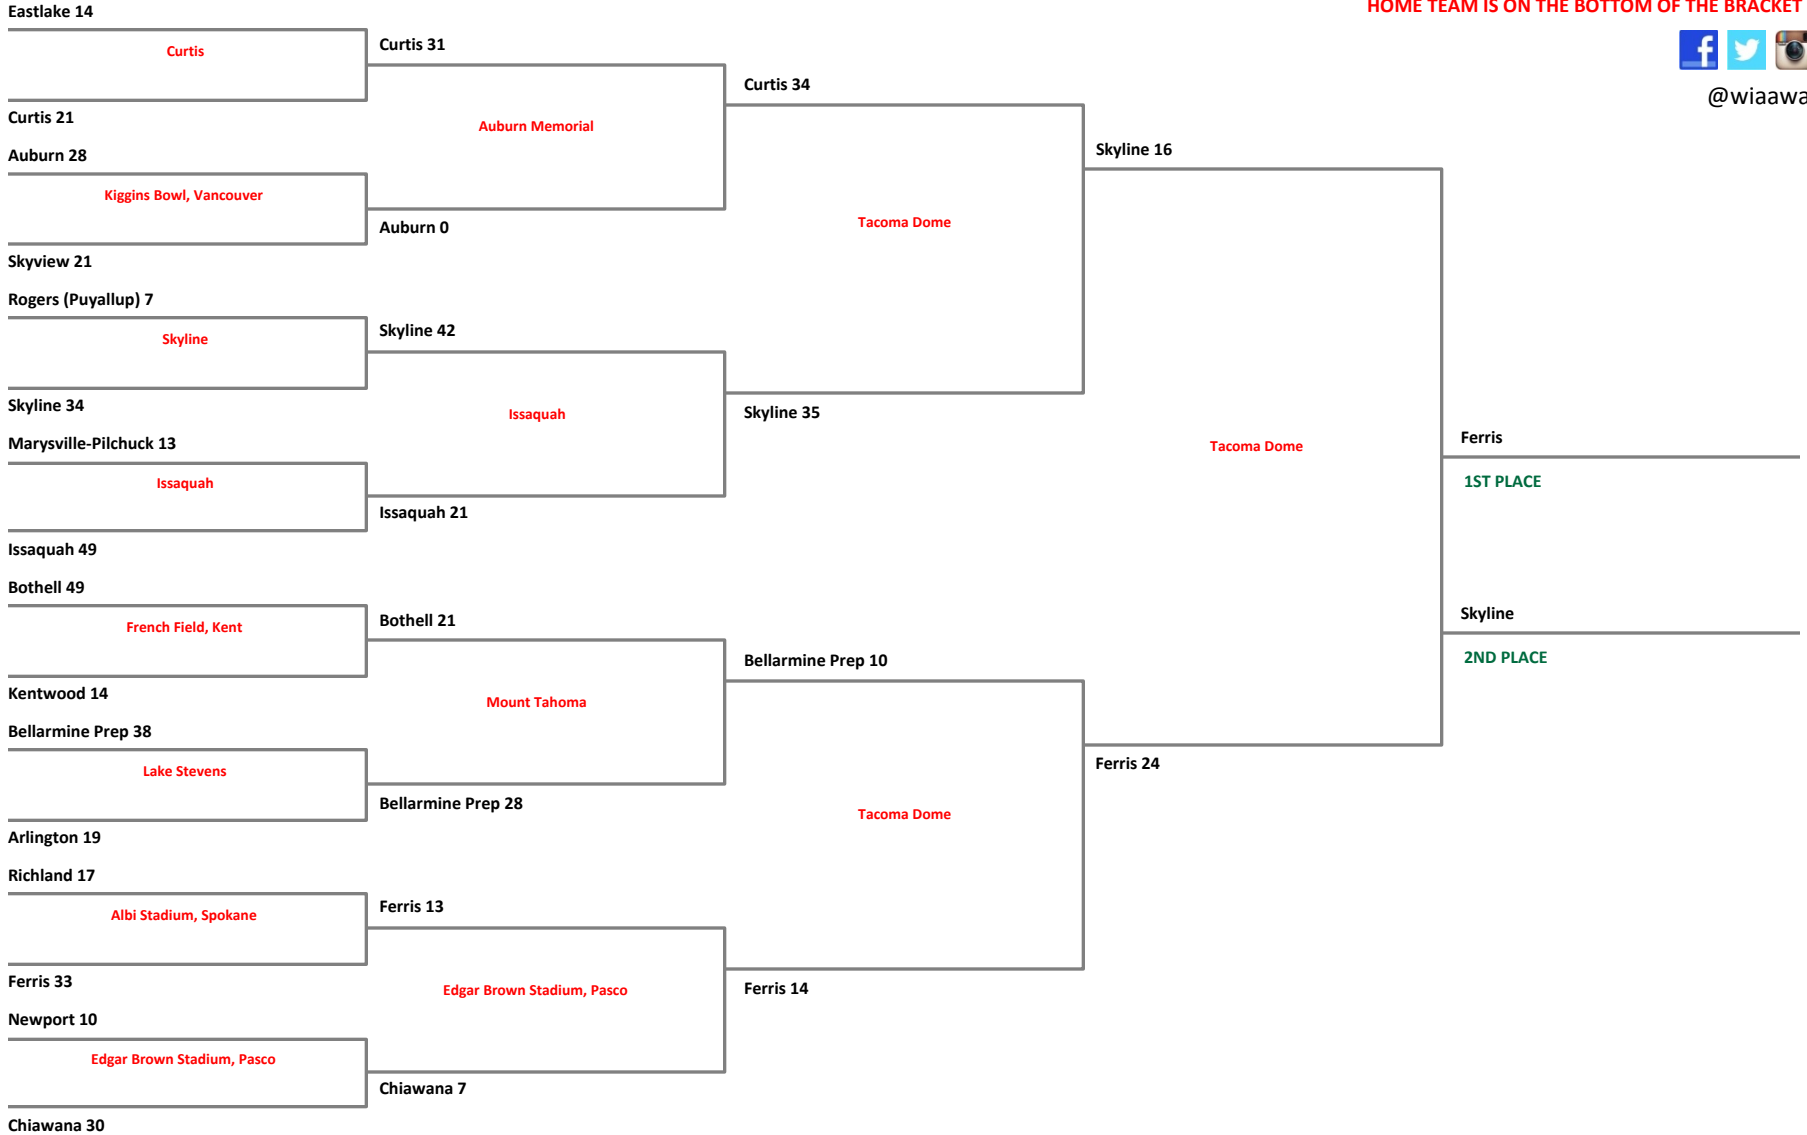 HOME TEAM IS ON THE BOTTOM OF THE BRACKET
@wiaawa
Eastlake 14
Curtis
Curtis 21
Auburn 28
Kiggins Bowl, Vancouver
Skyview 21
Rogers (Puyallup) 7
Skyline
Skyline 34
Marysville-Pilchuck 13
Issaquah
Issaquah 49
Bothell 49
French Field, Kent
Kentwood 14
Bellarmine Prep 38
Lake Stevens
Arlington 19
Richland 17
Albi Stadium, Spokane
Ferris 33
Newport 10
Edgar Brown Stadium, Pasco
Chiawana 30
Curtis 31
Auburn Memorial
Auburn 0
Skyline 42
Issaquah
Issaquah 21
Bothell 21
Mount Tahoma
Bellarmine Prep 28
Ferris 13
Edgar Brown Stadium, Pasco
Chiawana 7
Curtis 34
Tacoma Dome
Skyline 35
Bellarmine Prep 10
Tacoma Dome
Ferris 14
Skyline 16
Tacoma Dome
Ferris 24
Ferris
1ST PLACE
Skyline
2ND PLACE